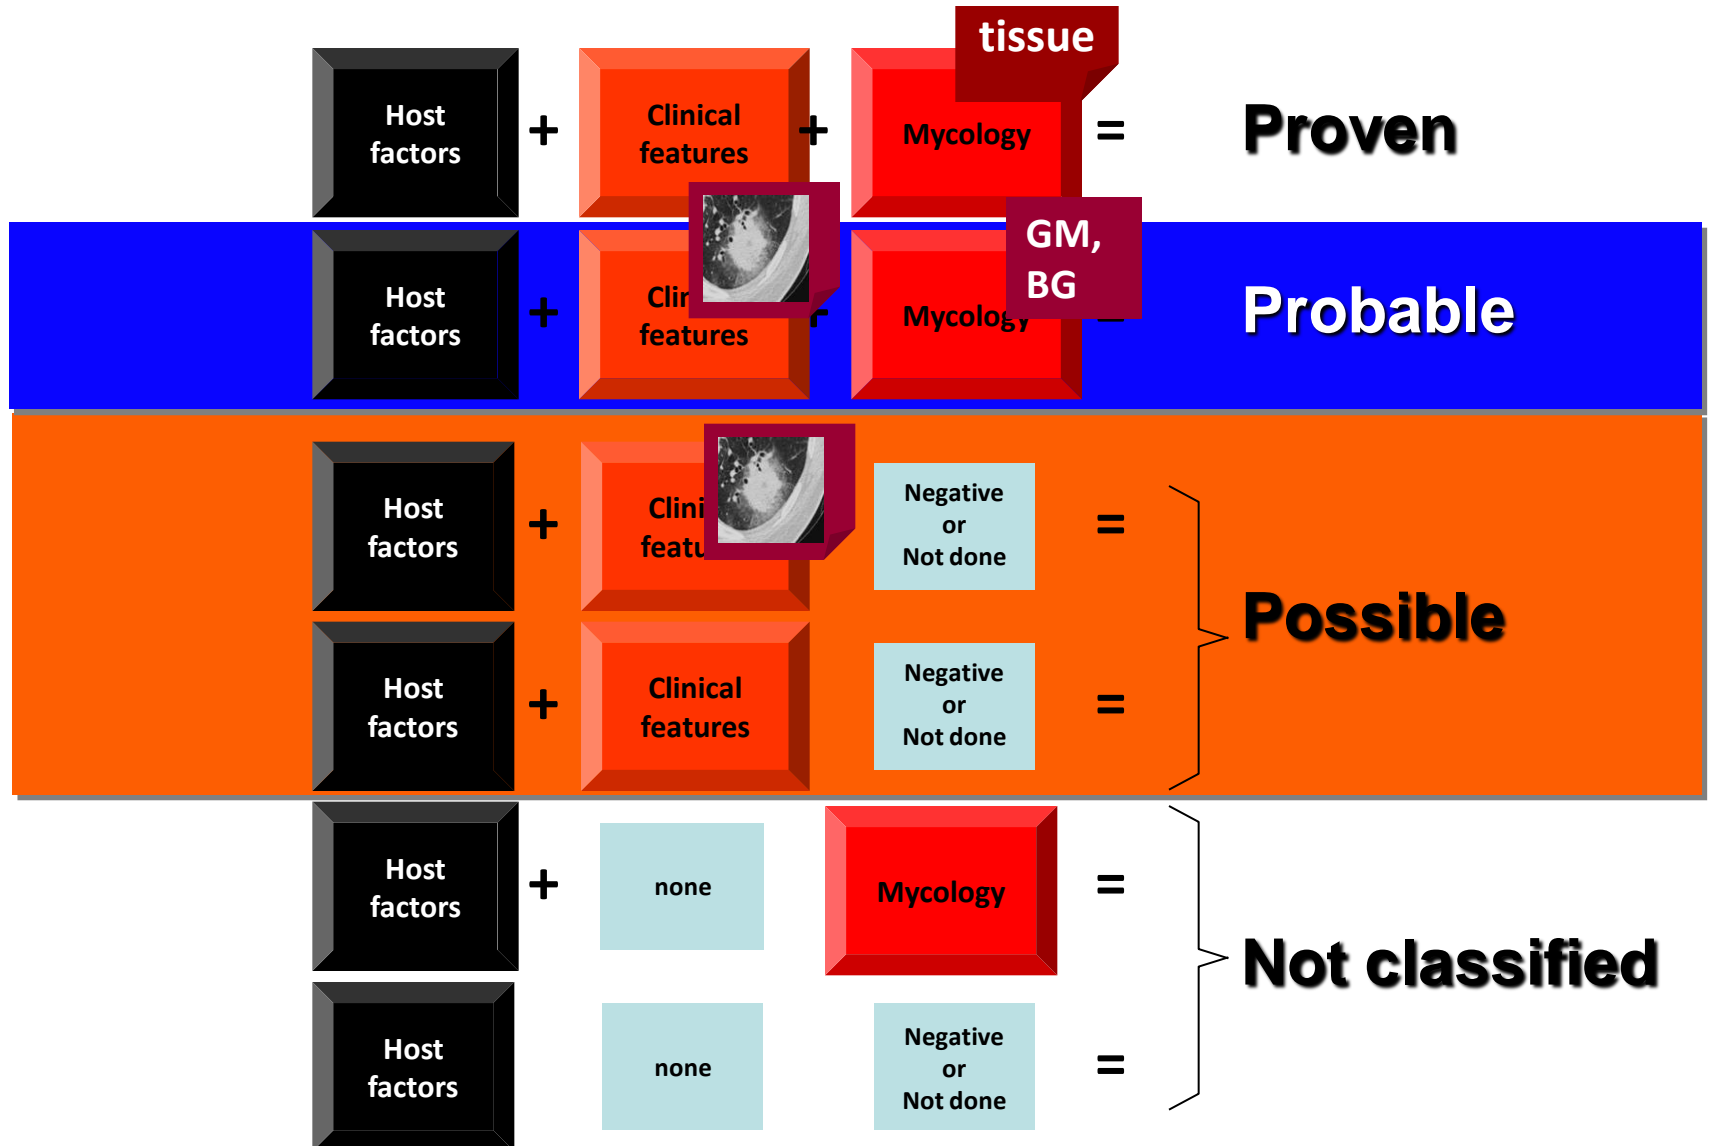 tissue
Host
factors
+
Clinical
features
+
Mycology
=
Proven
GM,
BG
Host
factors
+
features
+
Mycology
Probable
Host
factors
+
Negative
or
Not done
=
Possible
Host
factors
+
Clinical
features
Negative
or
Not done
=
Host
factors
+
none
Mycology
=
Not classified
Host
factors
none
Negative
or
Not done
=